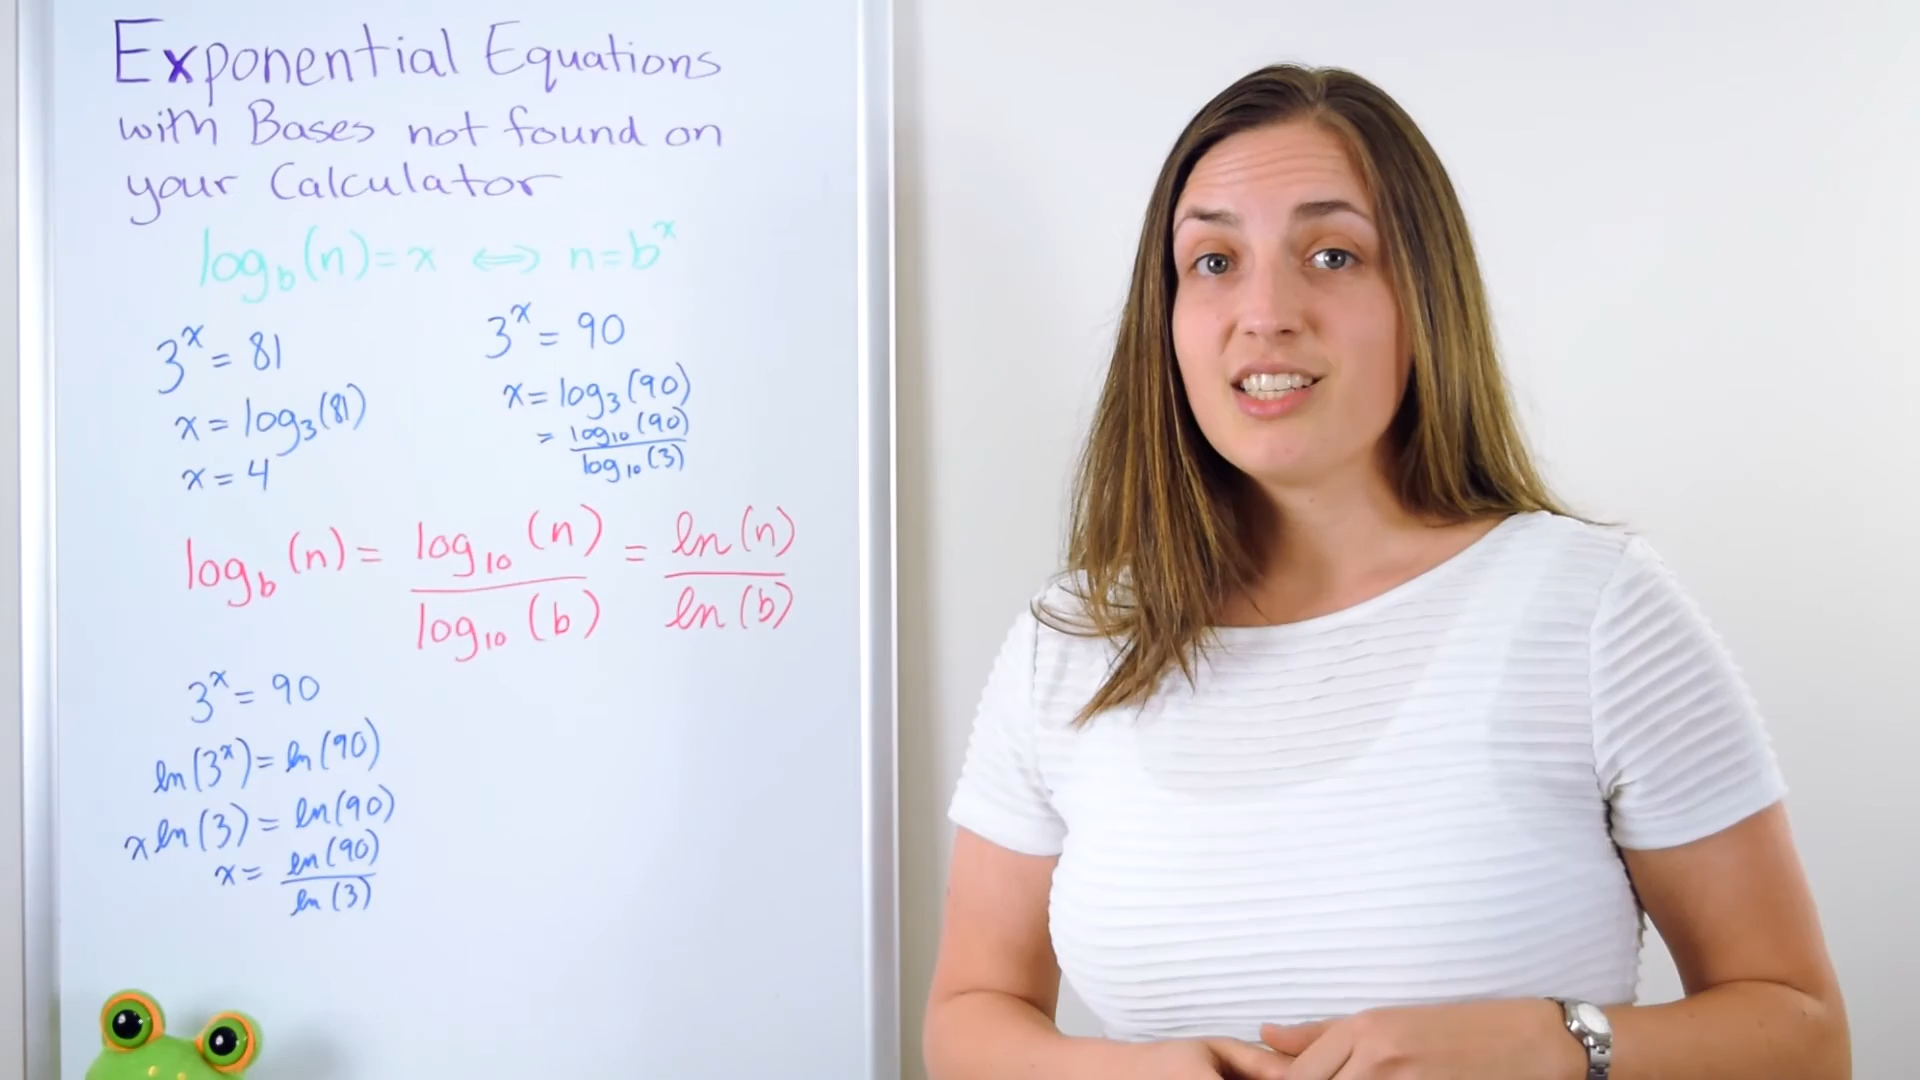 Exponential Equations
with Bases not found on
your Calculator
log_b(n)=x ⟺ n=b^x
3^x = 81
x = log_3(81)
x = 4
3^x = 90
x = log_3(90)
= log_10(90) / log_10(3)
log_b(n) = log_10(n) / log_10(b) = ln(n) / ln(b)
3^x = 90
ln(3^x) = ln(90)
x ln(3) = ln(90)
x = ln(90) / ln(3)